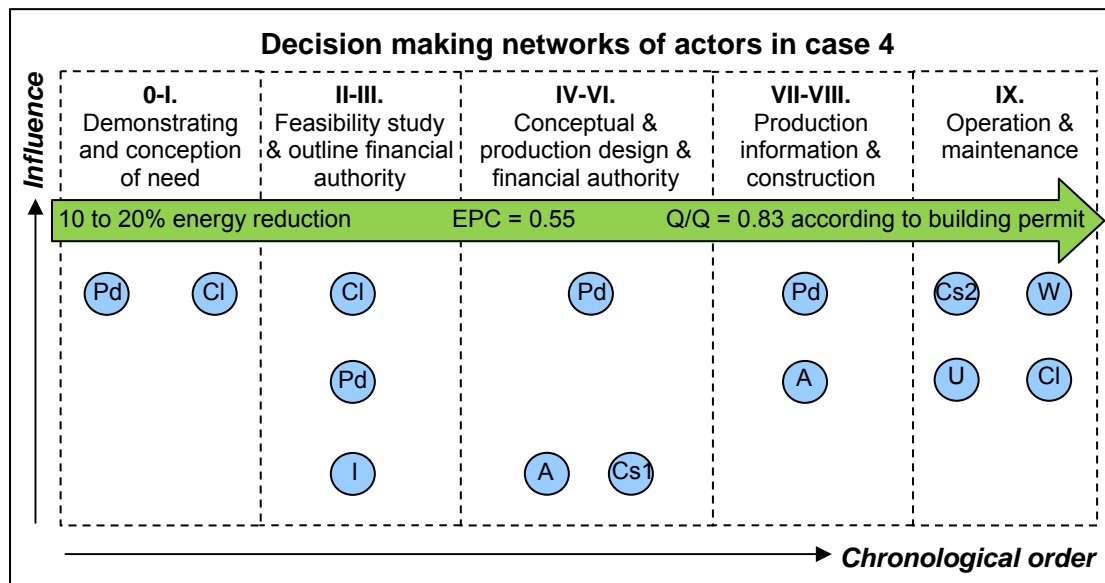 Decision making networks of actors in case 4
Influence
0-I.
Demonstrating
and conception
of need
II-III.
Feasibility study
& outline financial
authority
IV-VI.
Conceptual &
production design &
financial authority
VII-VIII.
Production
information &
construction
IX.
Operation &
maintenance
10 to 20% energy reduction EPC = 0.55 Q/Q = 0.83 according to building permit
Pd Cl Cl Pd Pd Cs2 W
Pd A U Cl
I A Cs1
Chronological order